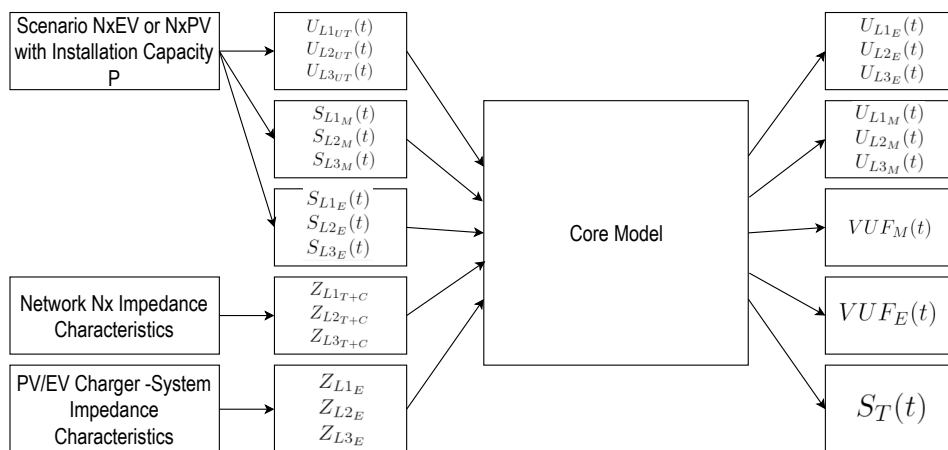 Scenario NxEV or NxPV
with Installation Capacity
P
$U_{L1_{UT}}(t)$
$U_{L2_{UT}}(t)$
$U_{L3_{UT}}(t)$
$S_{L1_M}(t)$
$S_{L2_M}(t)$
$S_{L3_M}(t)$
$S_{L1_E}(t)$
$S_{L2_E}(t)$
$S_{L3_E}(t)$
Network Nx Impedance
Characteristics
$Z_{L1_{T+C}}$
$Z_{L2_{T+C}}$
$Z_{L3_{T+C}}$
PV/EV Charger -System
Impedance
Characteristics
$Z_{L1_E}$
$Z_{L2_E}$
$Z_{L3_E}$
Core Model
$U_{L1_E}(t)$
$U_{L2_E}(t)$
$U_{L3_E}(t)$
$U_{L1_M}(t)$
$U_{L2_M}(t)$
$U_{L3_M}(t)$
$VUF_M(t)$
$VUF_E(t)$
$S_T(t)$